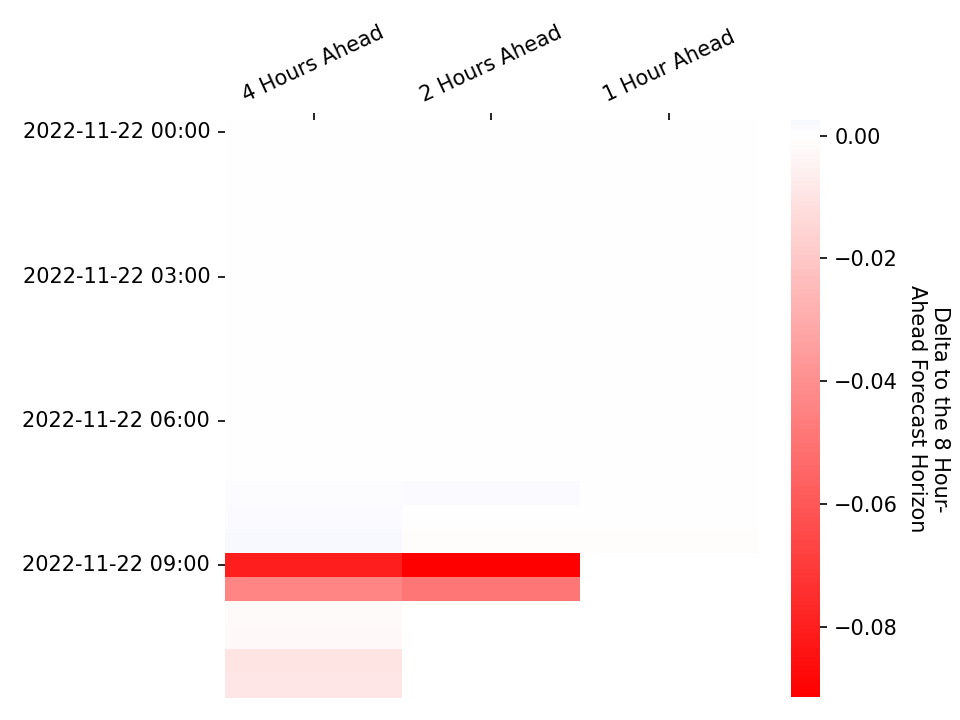 4 Hours Ahead
2 Hours Ahead
1 Hour Ahead
2022-11-22 00:00
2022-11-22 03:00
2022-11-22 06:00
2022-11-22 09:00
0.00
−0.02
−0.04
−0.06
−0.08
Delta to the 8 Hour-
Ahead Forecast Horizon